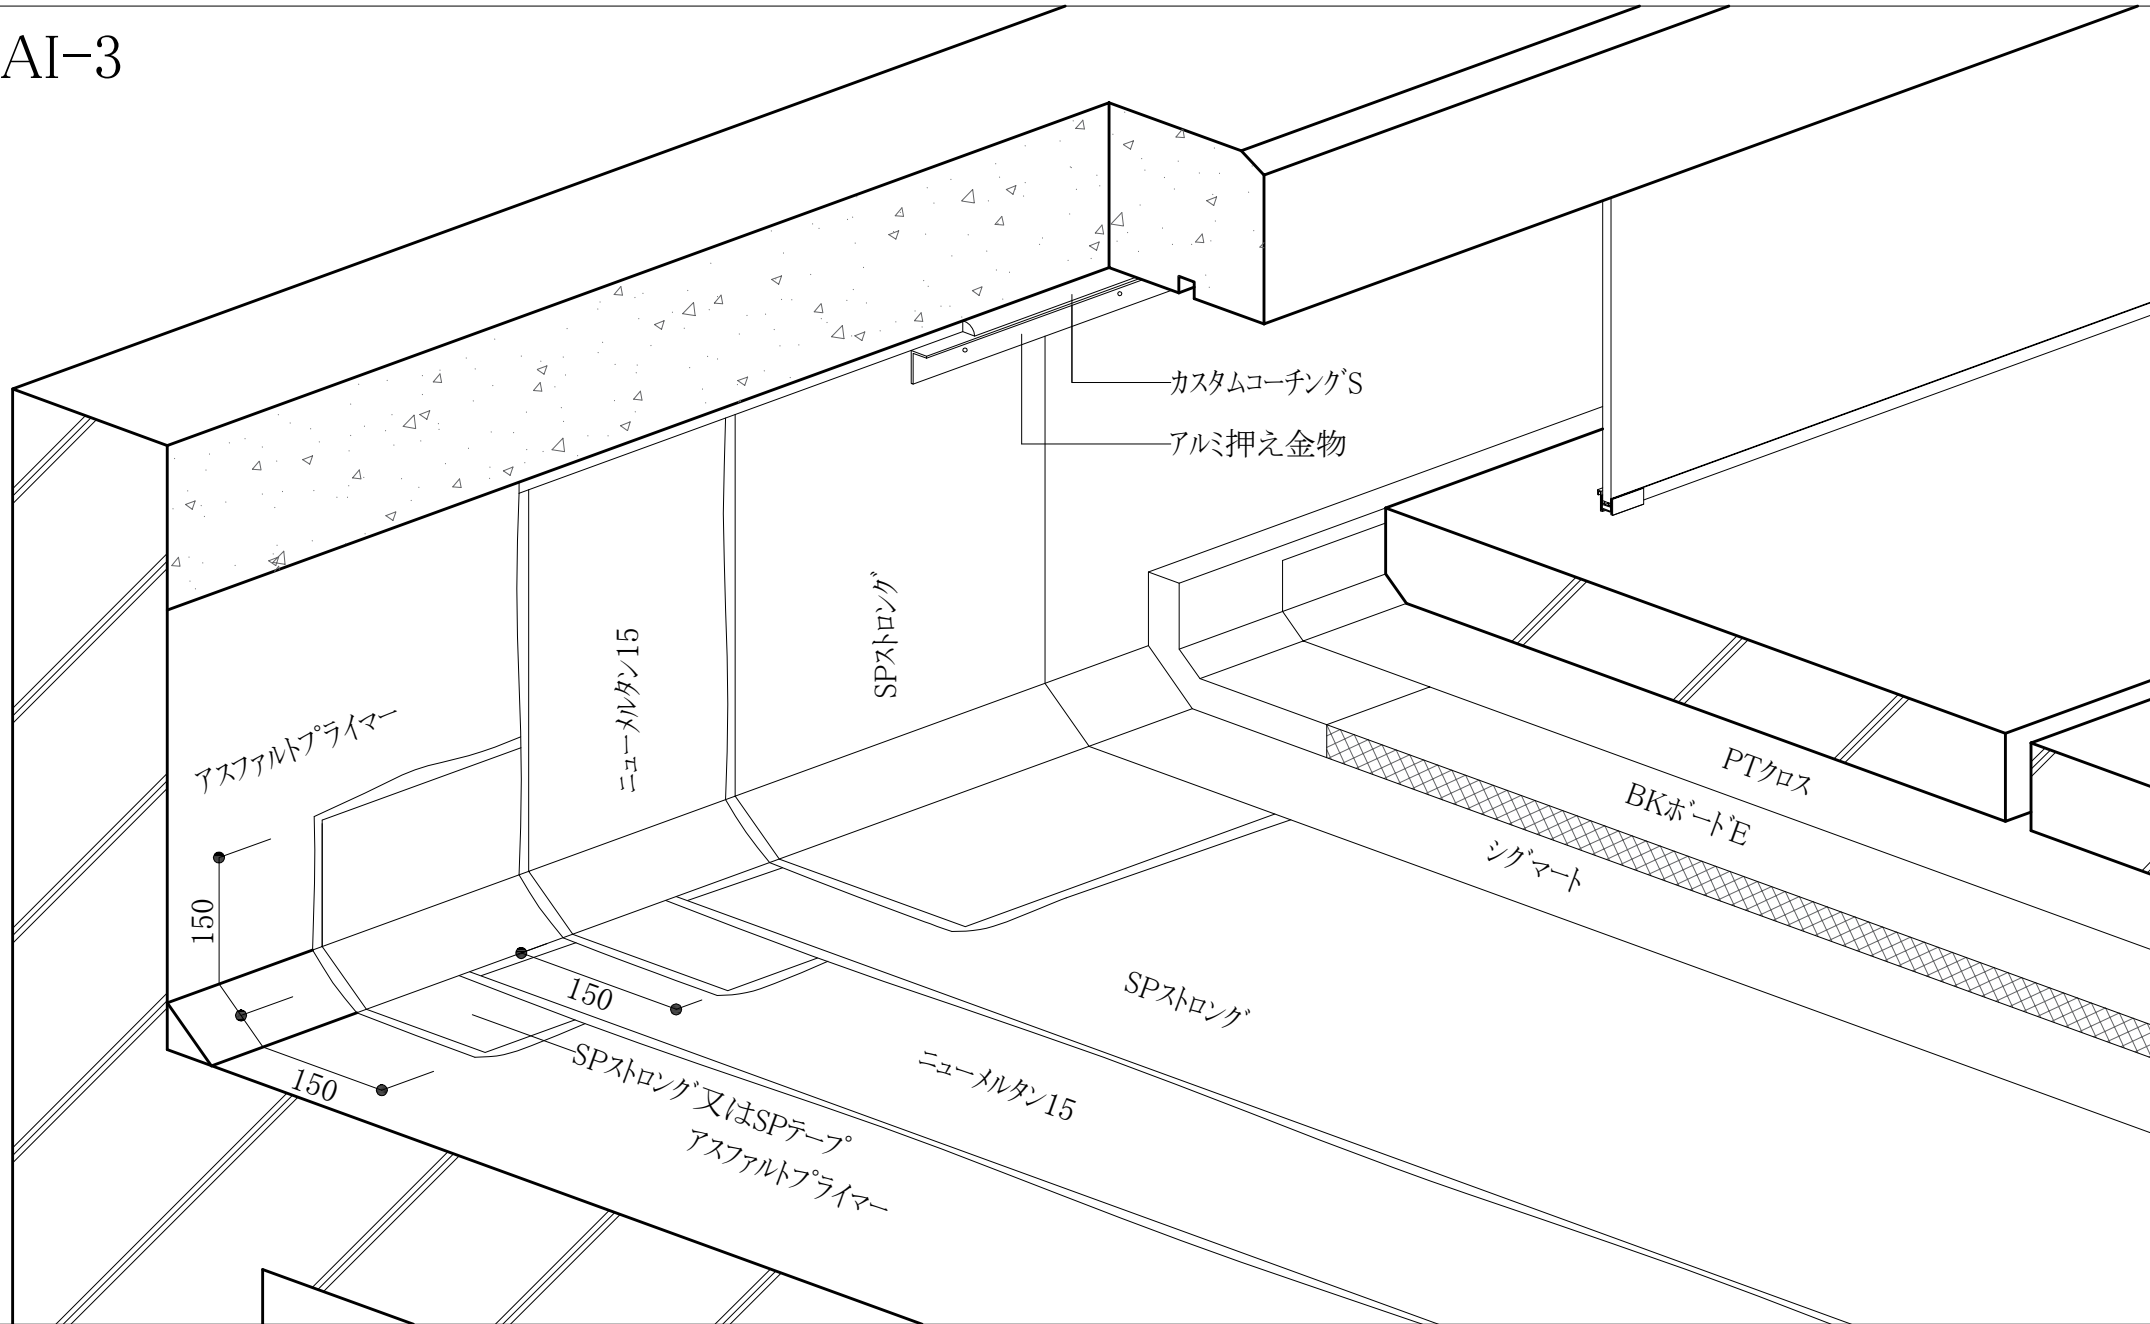 AI-3
カスタムコーチングS
アルミ押え金物
SPストロング
ニューメルタン15
アスファルトプライマー
150
PTクロス
BKボードE
シグマート
SPストロング
150
ニューメルタン15
SPストロング又はSPテープ
150
アスファルトプライマー